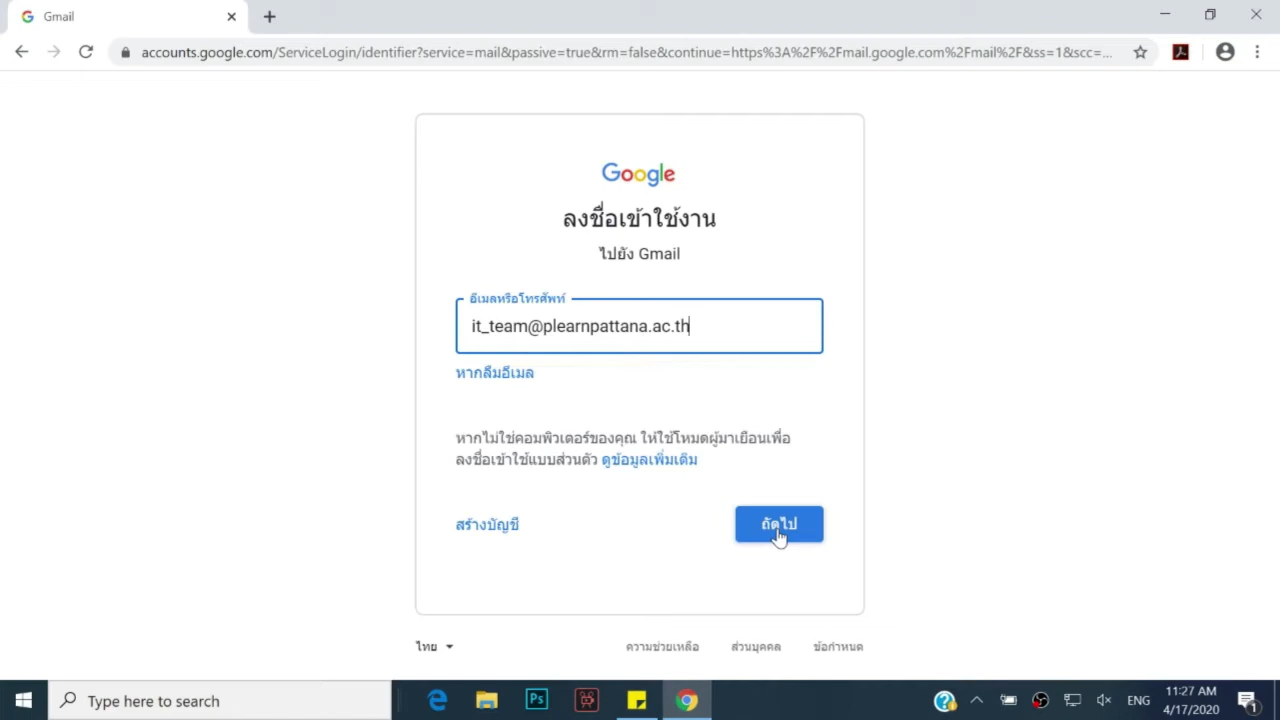 Gmail
accounts.google.com/ServiceLogin/identifier?service=mail&passive=true&rm=false&continue=https%3A%2F%2Fmail.google.com%2Fmail%2F&ss=1&scc=...
Google
ลงชื่อเข้าใช้งาน
ไปยัง Gmail
อีเมลหรือโทรศัพท์
it_team@plearnpattana.ac.th
หากลืมอีเมล
หากไม่ใช่คอมพิวเตอร์ของคุณ ให้ใช้โหมดผู้มาเยือนเพื่อ
ลงชื่อเข้าใช้แบบส่วนตัว ดูข้อมูลเพิ่มเติม
สร้างบัญชี
ถัดไป
ไทย
ความช่วยเหลือ
ส่วนบุคคล
ข้อกำหนด
Type here to search
Ps
ENG
11:27 AM
4/17/2020
1